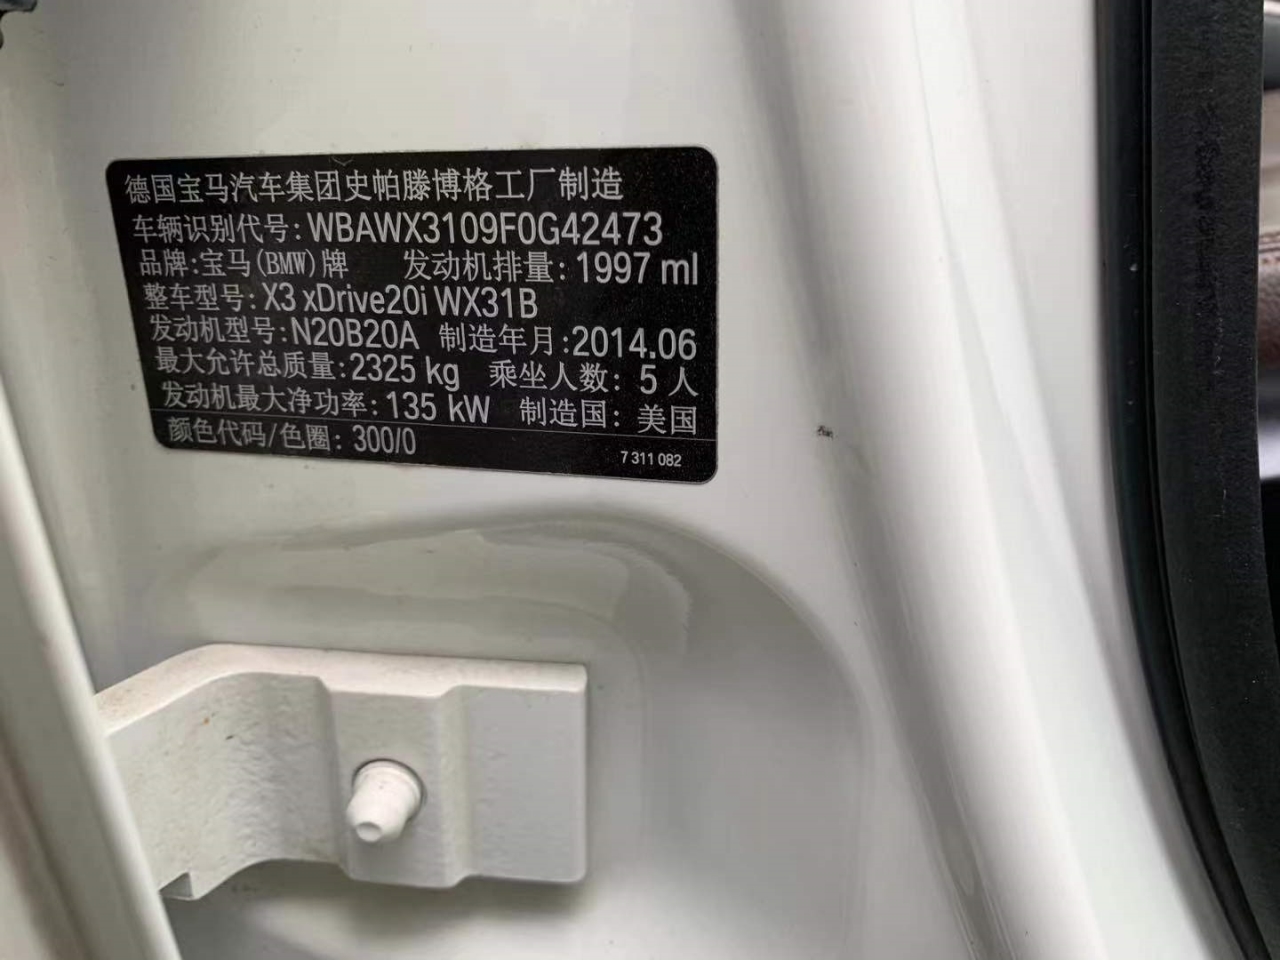 德国宝马汽车集团史帕滕博格工厂制造
车辆识别代号: WBAWX3109F0G42473
品牌:宝马(BMW)牌 发动机排量: 1997 ml
整车型号: X3 xDrive20i WX31B
发动机型号: N20B20A 制造年月:2014.06
最大允许总质量: 2325 kg 乘坐人数: 5 人
发动机最大净功率: 135 kW 制造国: 美国
颜色代码/色圈: 300/0
7 311 082